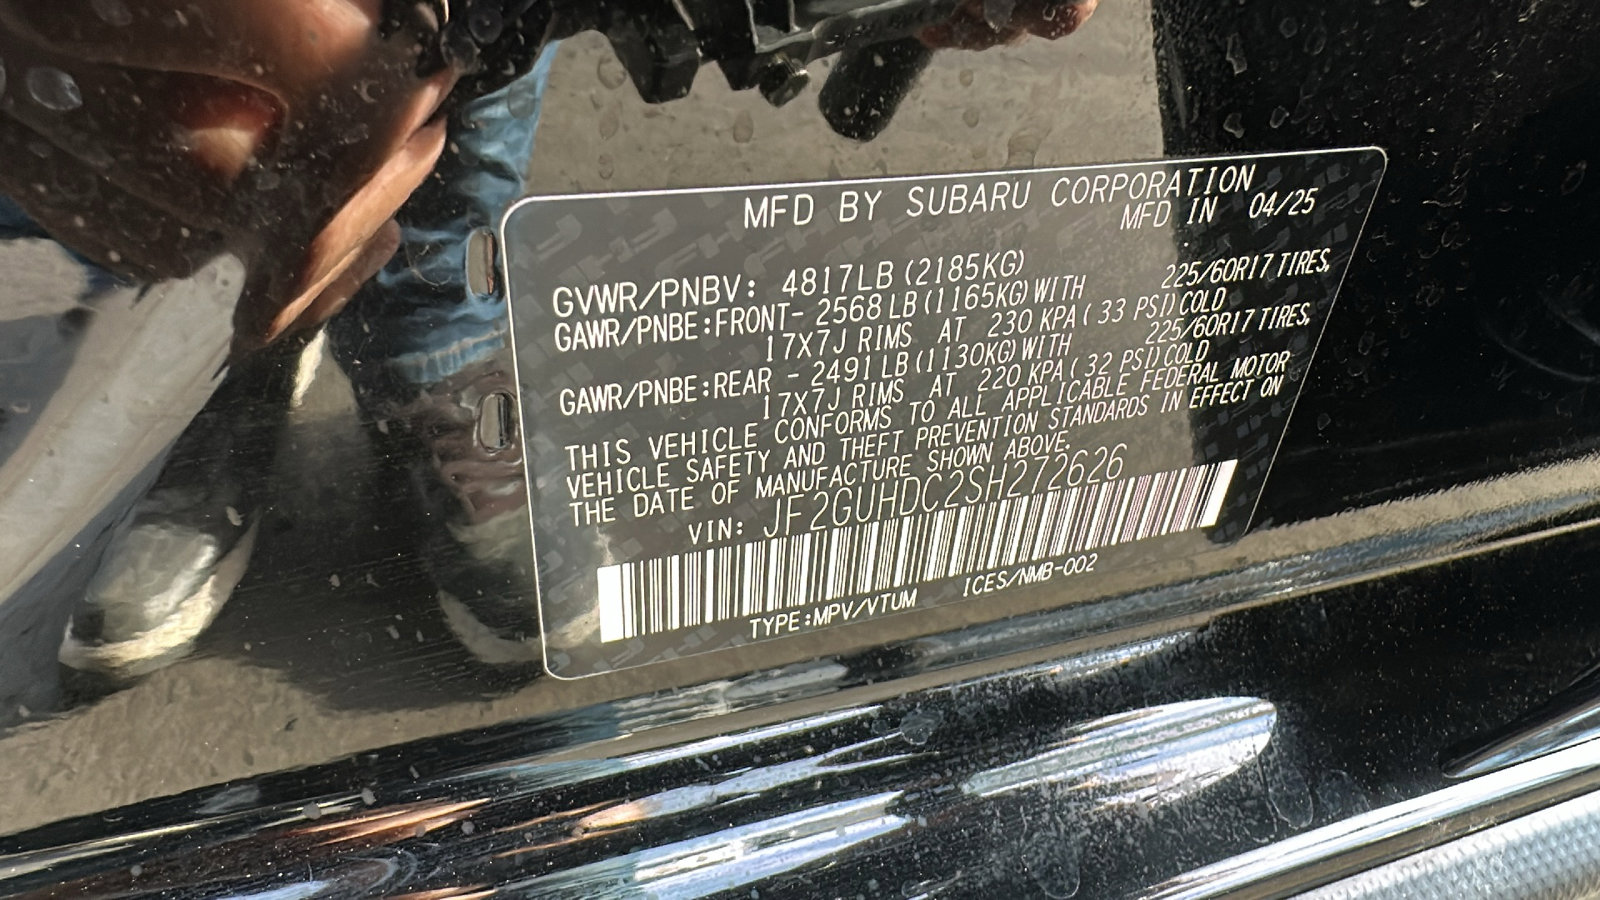 MFD BY SUBARU CORPORATION
MFD IN 04/25
GVWR/PNBV: 4817LB (2185KG)
GAWR/PNBE:FRONT- 2568 LB (1165KG) WITH 225/60R17 TIRES,
17X7J RIMS AT 230 KPA ( 33 PSI) COLD
GAWR/PNBE:REAR - 2491 LB (1130KG) WITH 225/60R17 TIRES,
17X7J RIMS AT 220 KPA ( 32 PSI) COLD
THIS VEHICLE CONFORMS TO ALL APPLICABLE FEDERAL MOTOR
VEHICLE SAFETY AND THEFT PREVENTION STANDARDS IN EFFECT ON
THE DATE OF MANUFACTURE SHOWN ABOVE.
VIN: JF2GUHDC2SH272626
TYPE:MPV/VTUM ICES/NMB-002